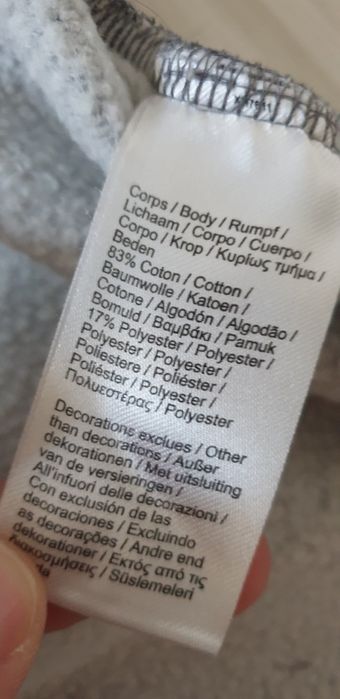 Corps / Body / Rumpf /
Lichaam / Corpo / Cuerpo /
Corpo / Krop / Κυρίως τμήμα /
Beden
83% Coton / Cotton /
Baumwolle / Katoen /
Cotone / Algodón / Algodão /
Bomuld / Βαμβάκι / Pamuk
17% Polyester / Polyester /
Polyester / Polyester /
Poliestere / Poliéster /
Poliéster / Polyester /
Πολυεστέρας / Polyester
Decorations exclues / Other
than decorations / Außer
dekorationen / Met uitsluiting
van de versieringen /
All'infuori delle decorazioni /
Con exclusión de las
decoraciones / Excluindo
as decorações / Andre end
dekorationer / Εκτός από τις
διακοσμήσεις / Süslemeleri